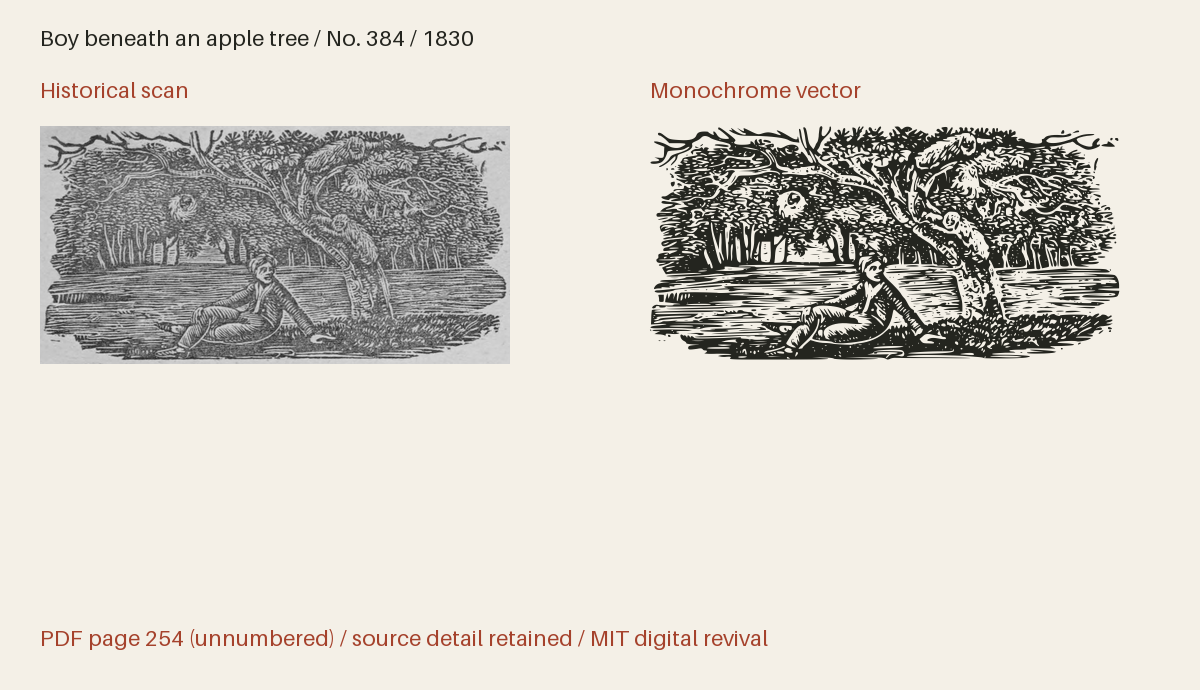 Boy beneath an apple tree / No. 384 / 1830
Historical scan
Monochrome vector
PDF page 254 (unnumbered) / source detail retained / MIT digital revival